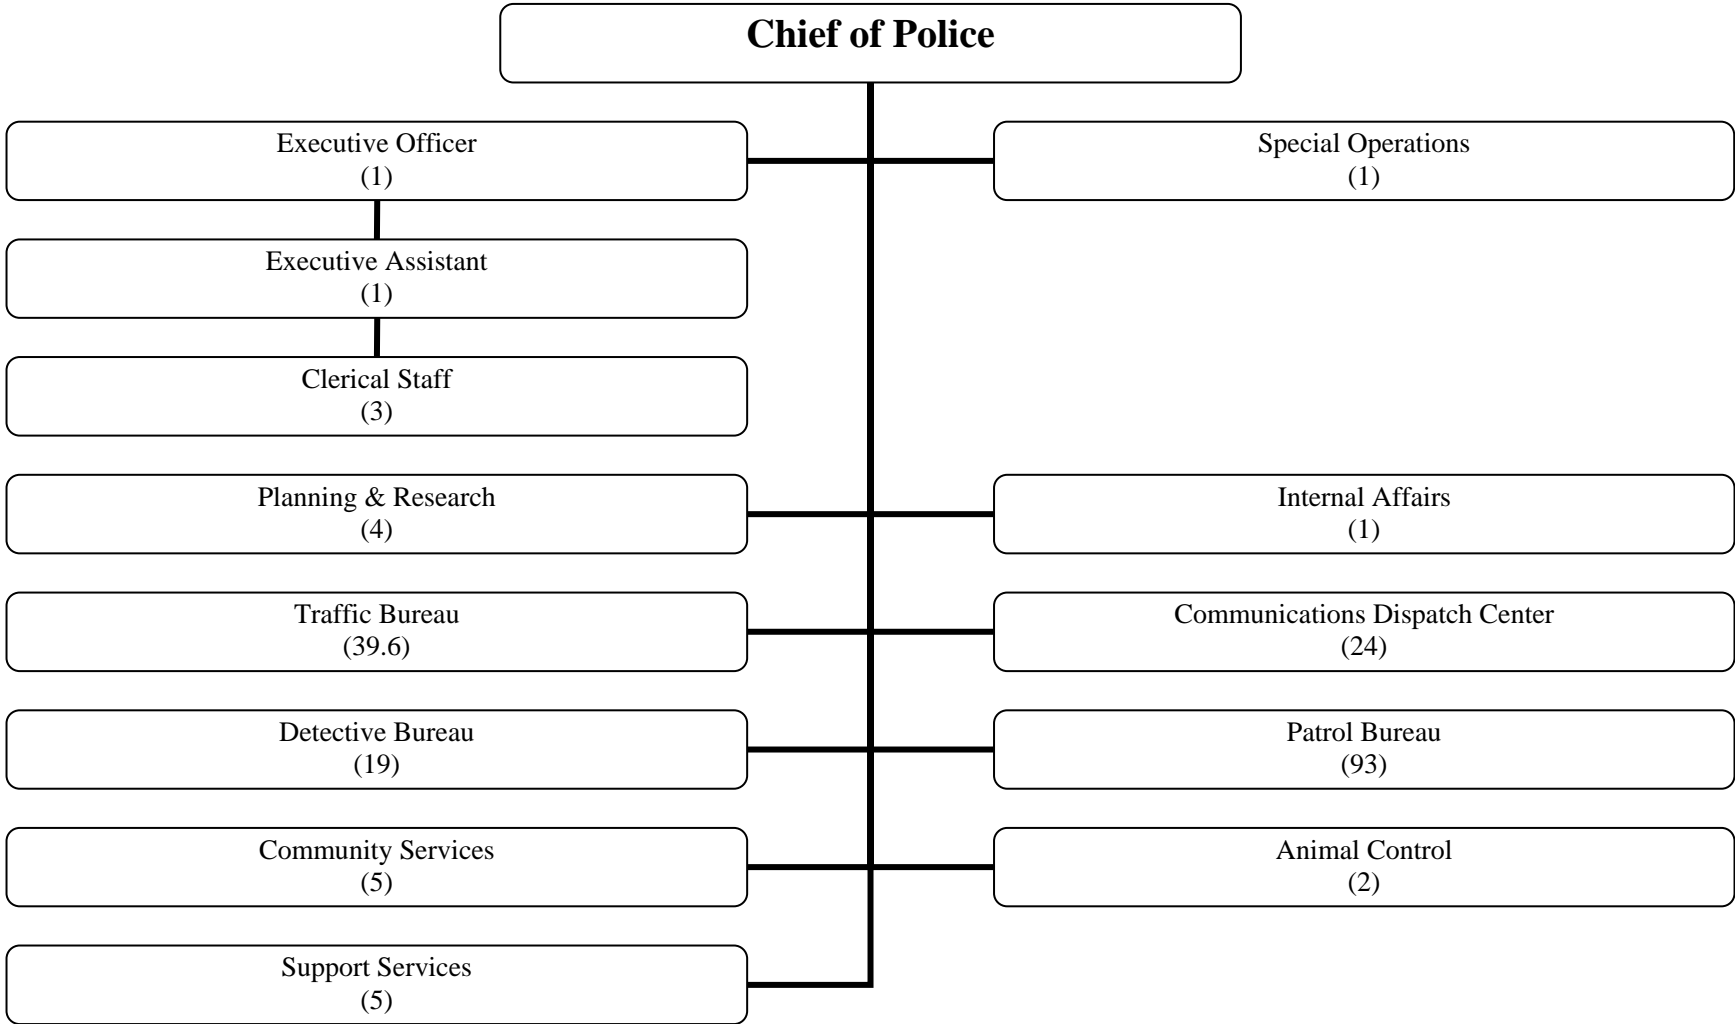 Chief of Police
Executive Officer
(1)
Special Operations
(1)
Executive Assistant
(1)
Clerical Staff
(3)
Planning & Research
(4)
Internal Affairs
(1)
Traffic Bureau
(39.6)
Communications Dispatch Center
(24)
Detective Bureau
(19)
Patrol Bureau
(93)
Community Services
(5)
Animal Control
(2)
Support Services
(5)